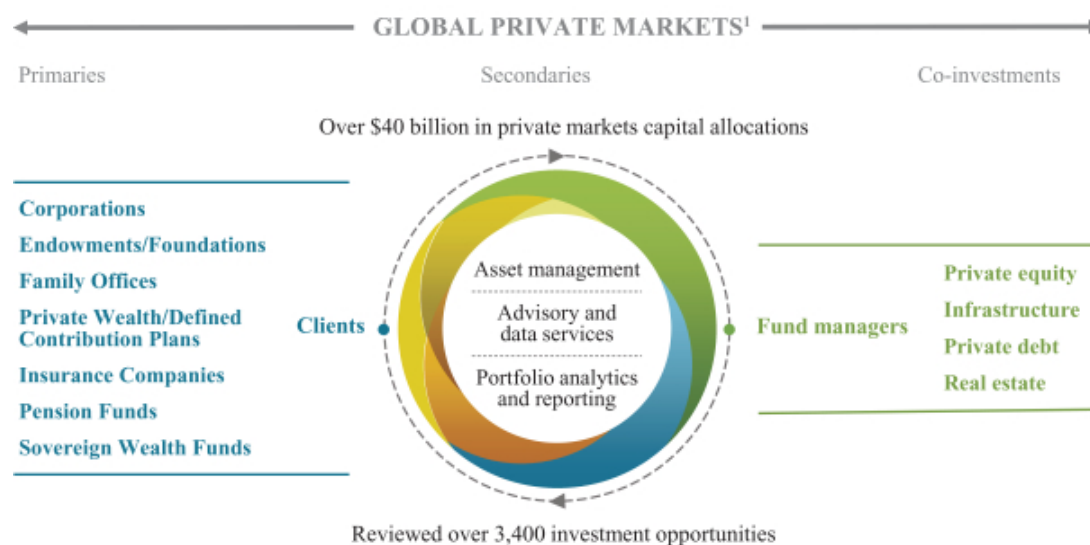 GLOBAL PRIVATE MARKETS¹
Primaries
Secondaries
Co-investments
Over $40 billion in private markets capital allocations
Corporations
Endowments/Foundations
Family Offices
Private Wealth/Defined
Contribution Plans
Insurance Companies
Pension Funds
Sovereign Wealth Funds
Clients
Asset management
Advisory and
data services
Portfolio analytics
and reporting
Fund managers
Private equity
Infrastructure
Private debt
Real estate
Reviewed over 3,400 investment opportunities